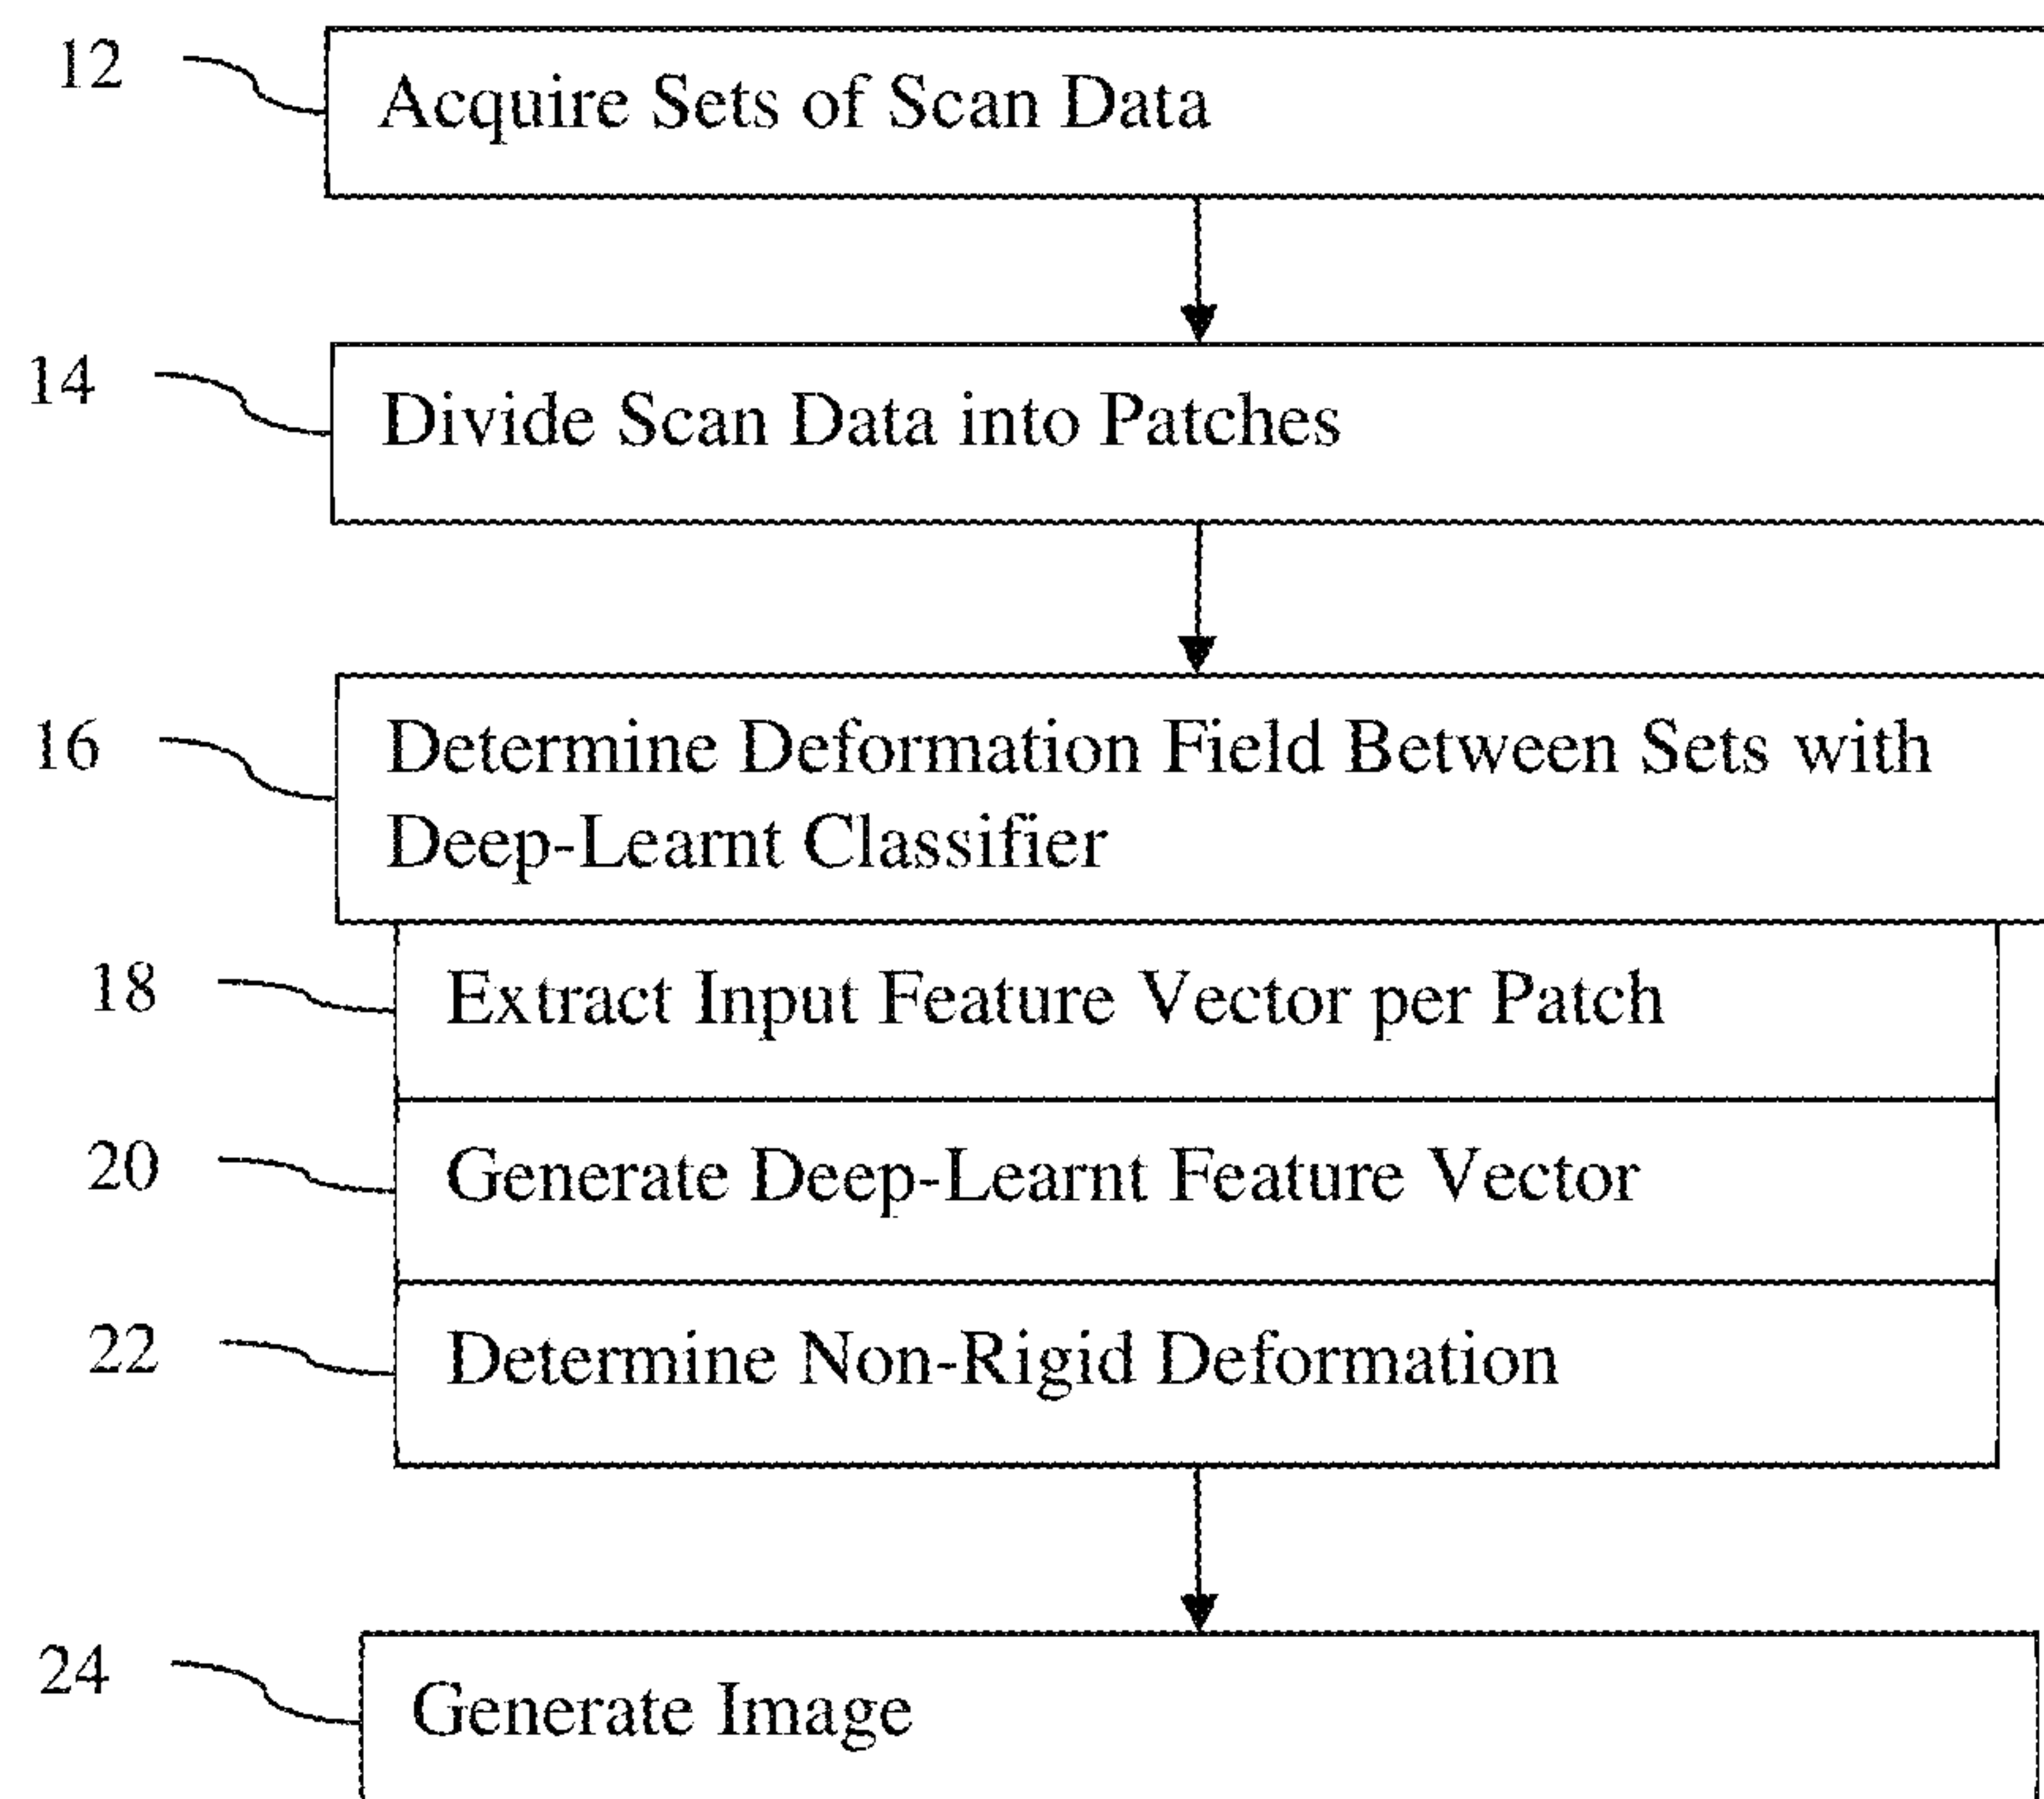 12
Acquire Sets of Scan Data
14
Divide Scan Data into Patches
16
Determine Deformation Field Between Sets with
Deep-Learnt Classifier
18
Extract Input Feature Vector per Patch
20
Generate Deep-Learnt Feature Vector
22
Determine Non-Rigid Deformation
24
Generate Image